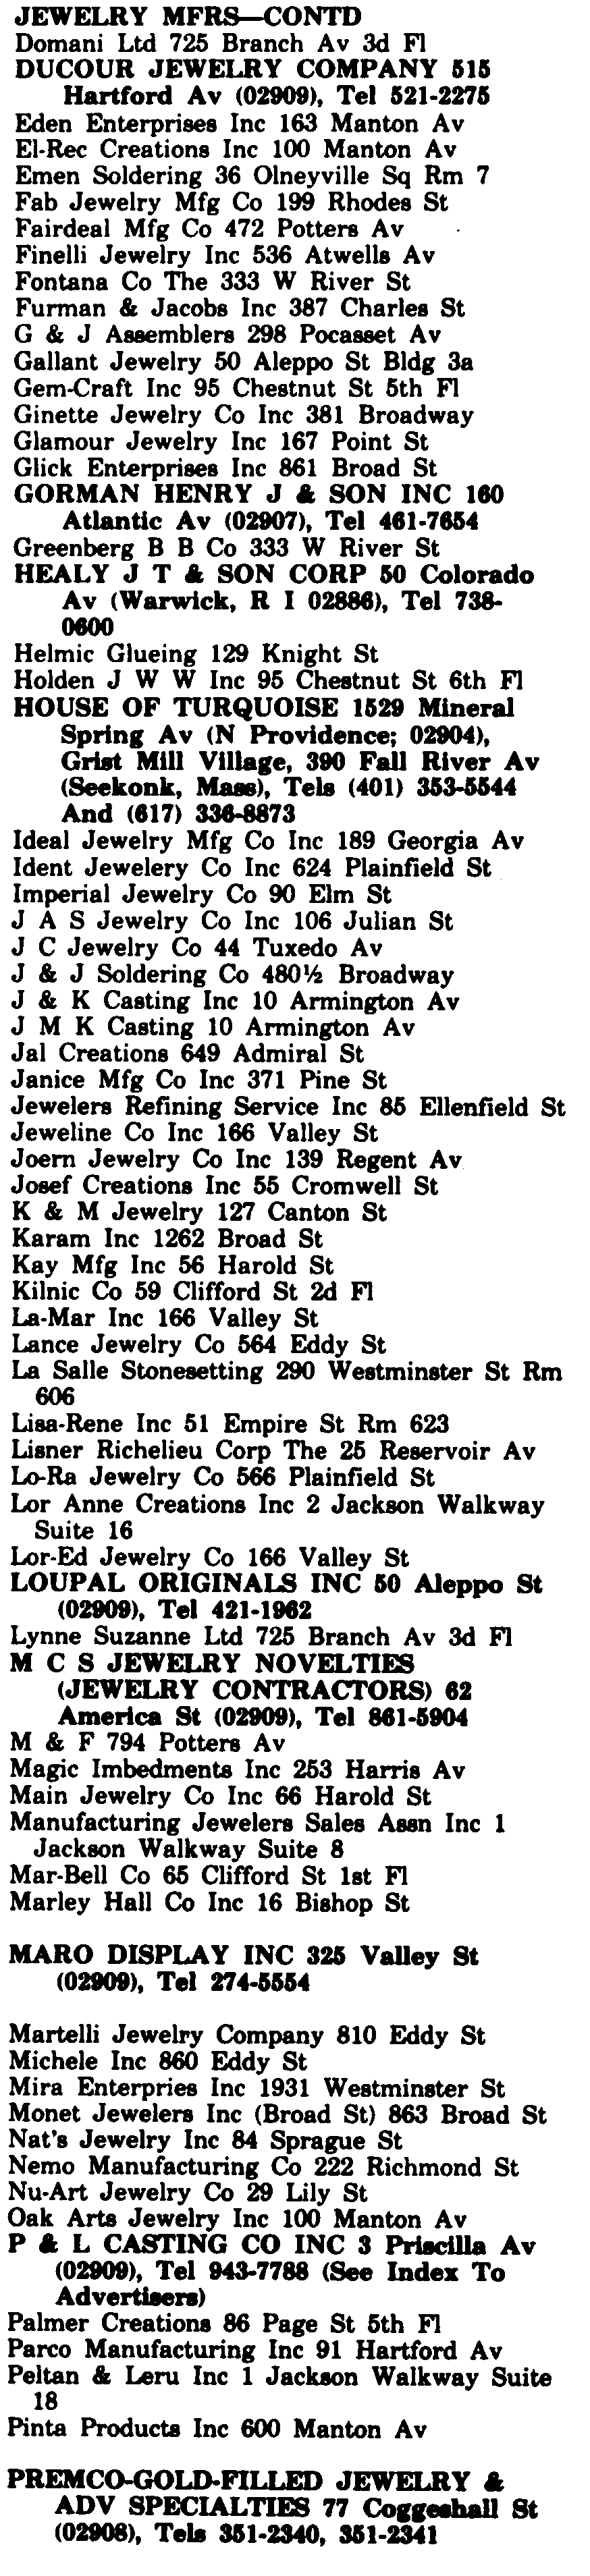 JEWELRY MFRS—CONTD
Domani Ltd 725 Branch Av 3d Fl
DUCOUR JEWELRY COMPANY 515
Hartford Av (02909), Tel 521-2275
Eden Enterprises Inc 163 Manton Av
El-Rec Creations Inc 100 Manton Av
Emen Soldering 36 Olneyville Sq Rm 7
Fab Jewelry Mfg Co 199 Rhodes St
Fairdeal Mfg Co 472 Potters Av
Finelli Jewelry Inc 536 Atwells Av
Fontana Co The 333 W River St
Furman & Jacobs Inc 387 Charles St
G & J Assemblers 298 Pocasset Av
Gallant Jewelry 50 Aleppo St Bldg 3a
Gem-Craft Inc 95 Chestnut St 5th Fl
Ginette Jewelry Co Inc 381 Broadway
Glamour Jewelry Inc 167 Point St
Glick Enterprises Inc 861 Broad St
GORMAN HENRY J & SON INC 160
Atlantic Av (02907), Tel 461-7654
Greenberg B B Co 333 W River St
HEALY J T & SON CORP 50 Colorado
Av (Warwick, R I 02886), Tel 738-
0600
Helmic Glueing 129 Knight St
Holden J W W Inc 95 Chestnut St 6th Fl
HOUSE OF TURQUOISE 1529 Mineral
Spring Av (N Providence; 02904),
Grist Mill Village, 390 Fall River Av
(Seekonk, Mass), Tels (401) 353-5544
And (617) 336-8873
Ideal Jewelry Mfg Co Inc 189 Georgia Av
Ident Jewelery Co Inc 624 Plainfield St
Imperial Jewelry Co 90 Elm St
J A S Jewelry Co Inc 106 Julian St
J C Jewelry Co 44 Tuxedo Av
J & J Soldering Co 480½ Broadway
J & K Casting Inc 10 Armington Av
J M K Casting 10 Armington Av
Jal Creations 649 Admiral St
Janice Mfg Co Inc 371 Pine St
Jewelers Refining Service Inc 85 Ellenfield St
Jeweline Co Inc 166 Valley St
Joern Jewelry Co Inc 139 Regent Av
Josef Creations Inc 55 Cromwell St
K & M Jewelry 127 Canton St
Karam Inc 1262 Broad St
Kay Mfg Inc 56 Harold St
Kilnic Co 59 Clifford St 2d Fl
La-Mar Inc 166 Valley St
Lance Jewelry Co 564 Eddy St
La Salle Stonesetting 290 Westminster St Rm
606
Lisa-Rene Inc 51 Empire St Rm 623
Lisner Richelieu Corp The 25 Reservoir Av
Lo-Ra Jewelry Co 566 Plainfield St
Lor Anne Creations Inc 2 Jackson Walkway
Suite 16
Lor-Ed Jewelry Co 166 Valley St
LOUPAL ORIGINALS INC 50 Aleppo St
(02909), Tel 421-1962
Lynne Suzanne Ltd 725 Branch Av 3d Fl
M C S JEWELRY NOVELTIES
(JEWELRY CONTRACTORS) 62
America St (02909), Tel 861-5904
M & F 794 Potters Av
Magic Imbedments Inc 253 Harris Av
Main Jewelry Co Inc 66 Harold St
Manufacturing Jewelers Sales Assn Inc 1
Jackson Walkway Suite 8
Mar-Bell Co 65 Clifford St 1st Fl
Marley Hall Co Inc 16 Bishop St
MARO DISPLAY INC 325 Valley St
(02909), Tel 274-5554
Martelli Jewelry Company 810 Eddy St
Michele Inc 860 Eddy St
Mira Enterpries Inc 1931 Westminster St
Monet Jewelers Inc (Broad St) 863 Broad St
Nat's Jewelry Inc 84 Sprague St
Nemo Manufacturing Co 222 Richmond St
Nu-Art Jewelry Co 29 Lily St
Oak Arts Jewelry Inc 100 Manton Av
P & L CASTING CO INC 3 Priscilla Av
(02909), Tel 943-7788 (See Index To
Advertisers)
Palmer Creations 86 Page St 5th Fl
Parco Manufacturing Inc 91 Hartford Av
Peltan & Leru Inc 1 Jackson Walkway Suite
18
Pinta Products Inc 600 Manton Av
PREMCO-GOLD-FILLED JEWELRY &
ADV SPECIALTIES 77 Coggeshall St
(02908), Tels 351-2340, 351-2341